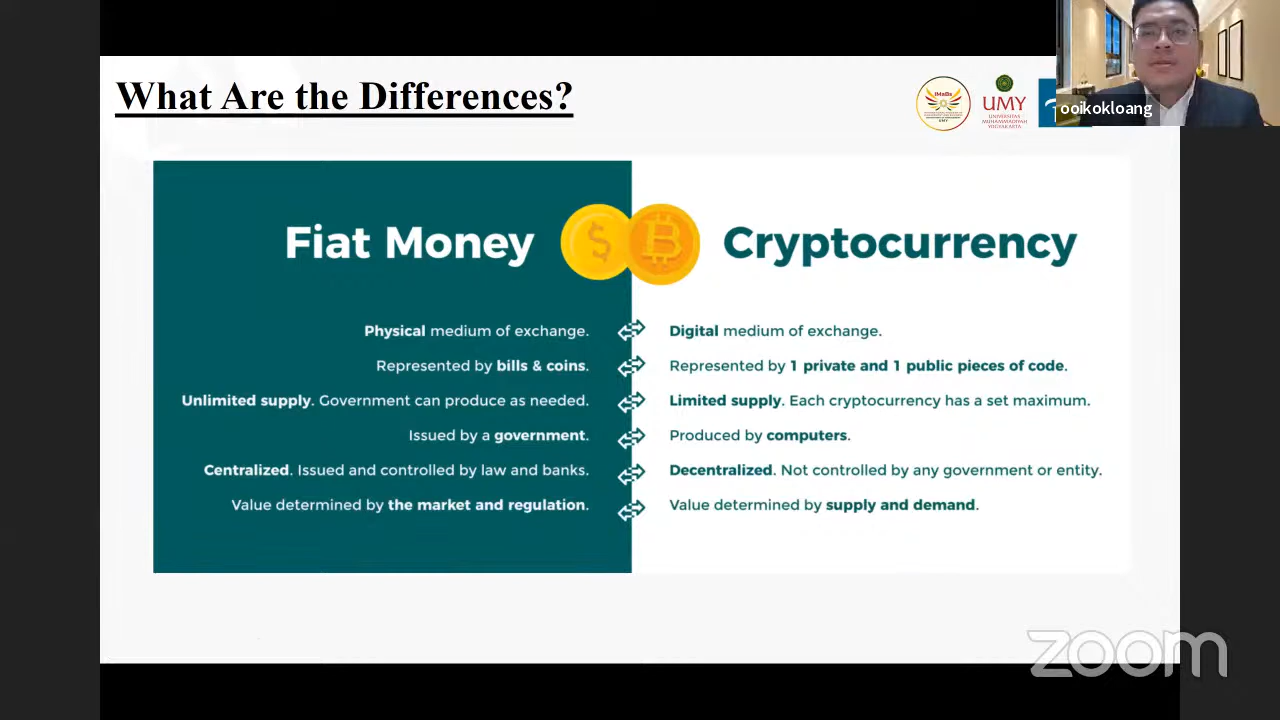 What Are the Differences?
IMaBs
UMY
UNIVERSITAS
MUHAMMADIYAH
YOGYAKARTA
ooikokloang
Fiat Money
$
Cryptocurrency
Physical medium of exchange.
Digital medium of exchange.
Represented by bills & coins.
Represented by 1 private and 1 public pieces of code.
Unlimited supply. Government can produce as needed.
Limited supply. Each cryptocurrency has a set maximum.
Issued by a government.
Produced by computers.
Centralized. Issued and controlled by law and banks.
Decentralized. Not controlled by any government or entity.
Value determined by the market and regulation.
Value determined by supply and demand.
zoom